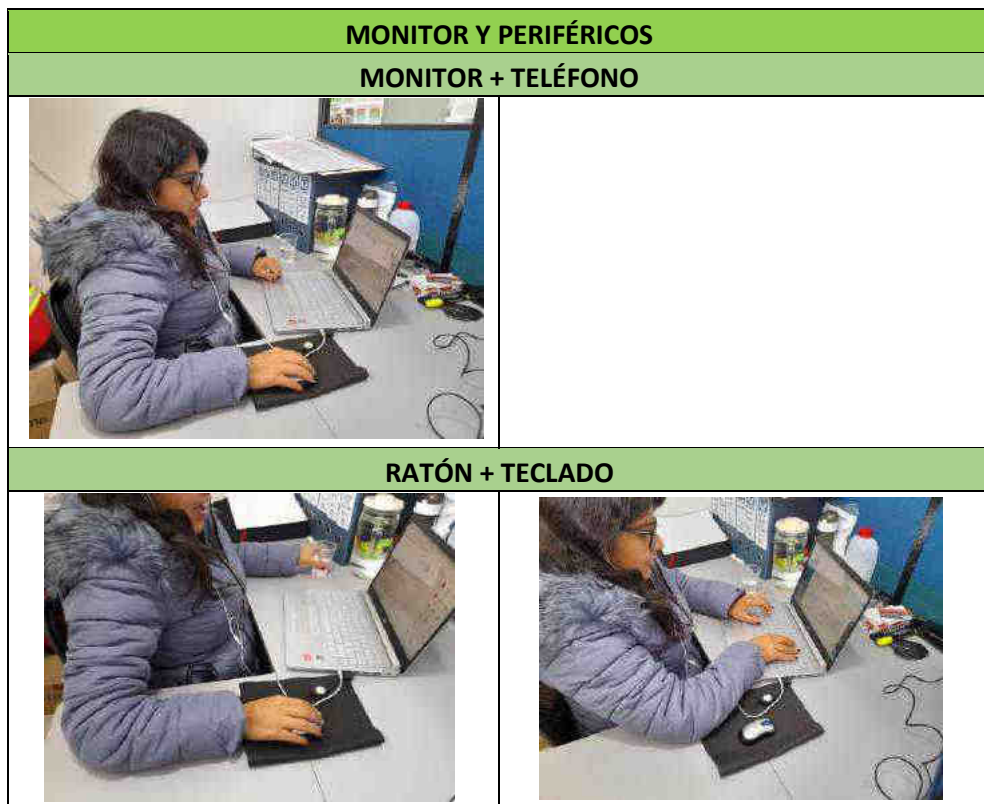 MONITOR Y PERIFÉRICOS
MONITOR + TELÉFONO
RATÓN + TECLADO